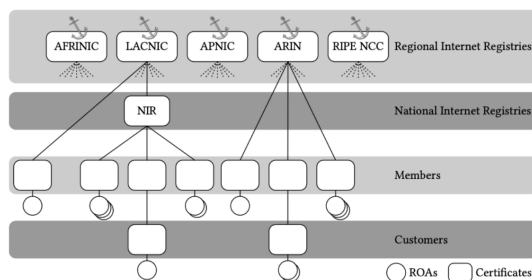 AFRINIC LACNIC APNIC ARIN RIPE NCC Regional Internet Registries
NIR National Internet Registries
Members
Customers
ROAs Certificates